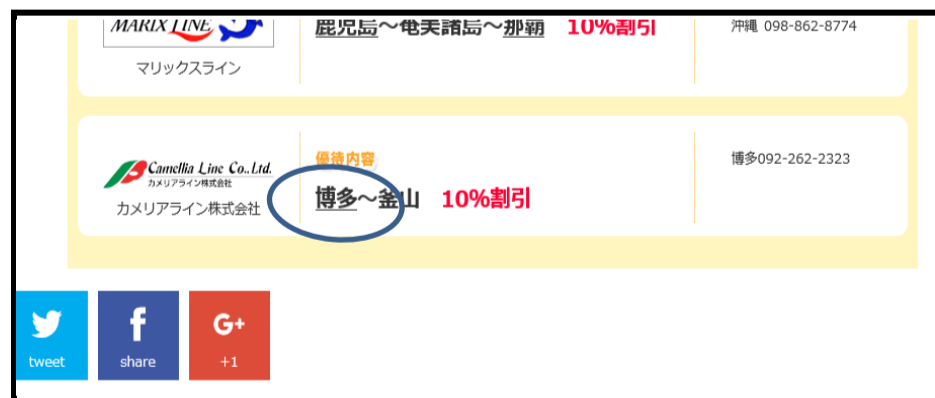 MARIX LINE
マリックスライン
鹿児島～奄美諸島～那覇 10%割引
沖縄 098-862-8774
Camellia Line Co.,Ltd.
カメリアライン株式会社
カメリアライン株式会社
優待内容
博多～釜山 10%割引
博多092-262-2323
tweet
f
share
G+
+1